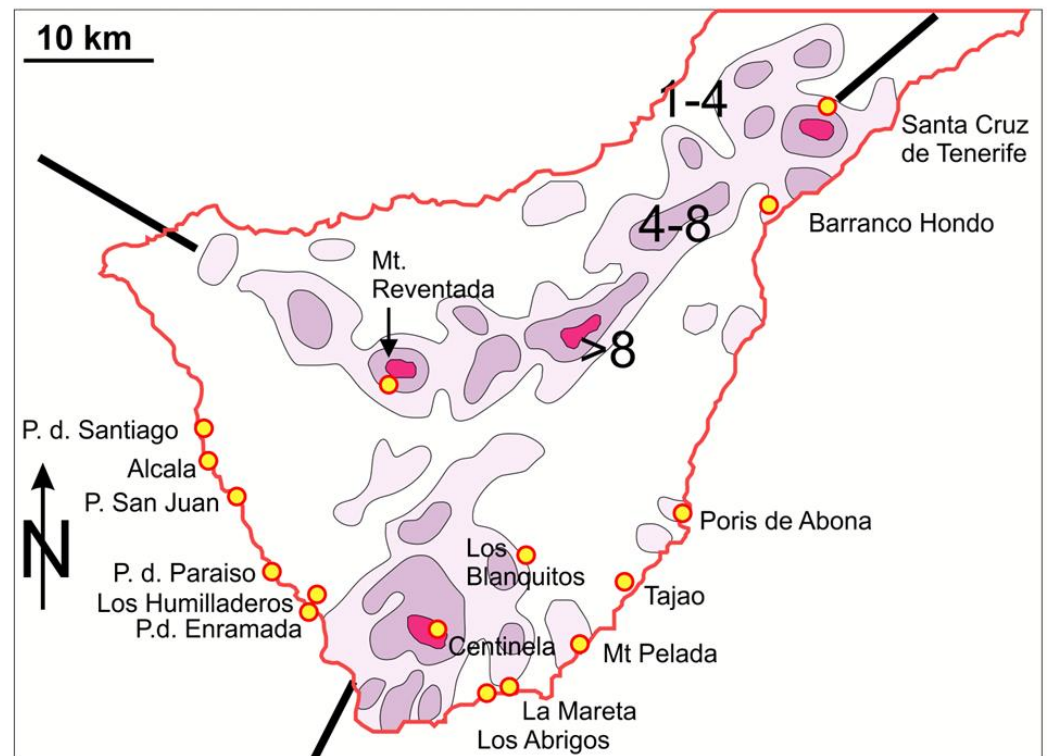 10 km
1-4
Santa Cruz
de Tenerife
Barranco Hondo
4-8
Mt.
Reventada
>8
P. d. Santiago
Alcala
P. San Juan
N
Poris de Abona
Los
Blanquitos
P. d. Paraiso
Tajao
Los Humilladeros
P.d. Enramada
Centinela
Mt Pelada
La Mareta
Los Abrigos